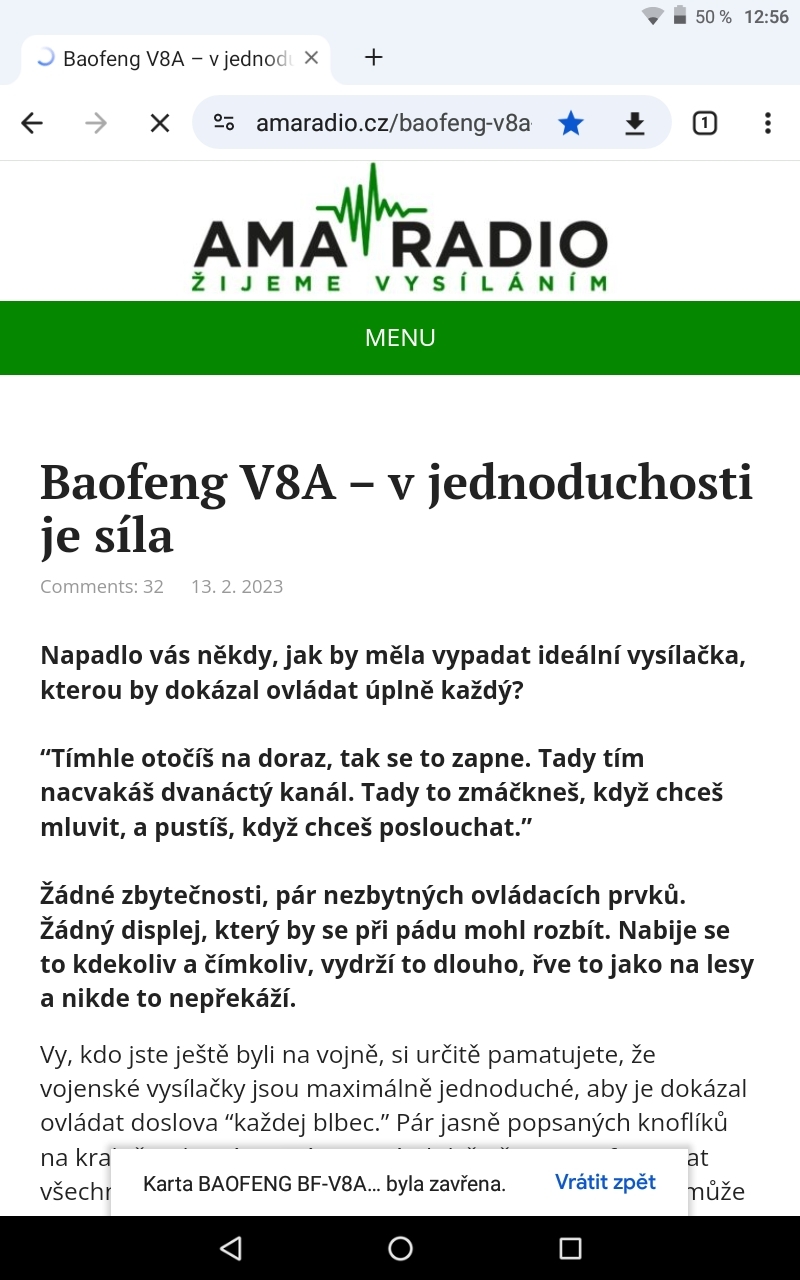 50 % 12:56
Baofeng V8A – v jednodu
amaradio.cz/baofeng-v8a
1
AMA RADIO
ŽIJEME VYSÍLÁNÍM
MENU
Baofeng V8A – v jednoduchosti
je síla
Comments: 32 13. 2. 2023
Napadlo vás někdy, jak by měla vypadat ideální vysílačka,
kterou by dokázal ovládat úplně každý?
“Tímhle otočíš na doraz, tak se to zapne. Tady tím
nacvakáš dvanáctý kanál. Tady to zmáčkneš, když chceš
mluvit, a pustíš, když chceš poslouchat.”
Žádné zbytečnosti, pár nezbytných ovládacích prvků.
Žádný displej, který by se při pádu mohl rozbít. Nabije se
to kdekoliv a čímkoliv, vydrží to dlouho, řve to jako na lesy
a nikde to nepřekáží.
Vy, kdo jste ještě byli na vojně, si určitě pamatujete, že
vojenské vysílačky jsou maximálně jednoduché, aby je dokázal
ovládat doslova “každej blbec.” Pár jasně popsaných knoflíků
na kra at
všechn může
Karta BAOFENG BF-V8A… byla zavřena. Vrátit zpět